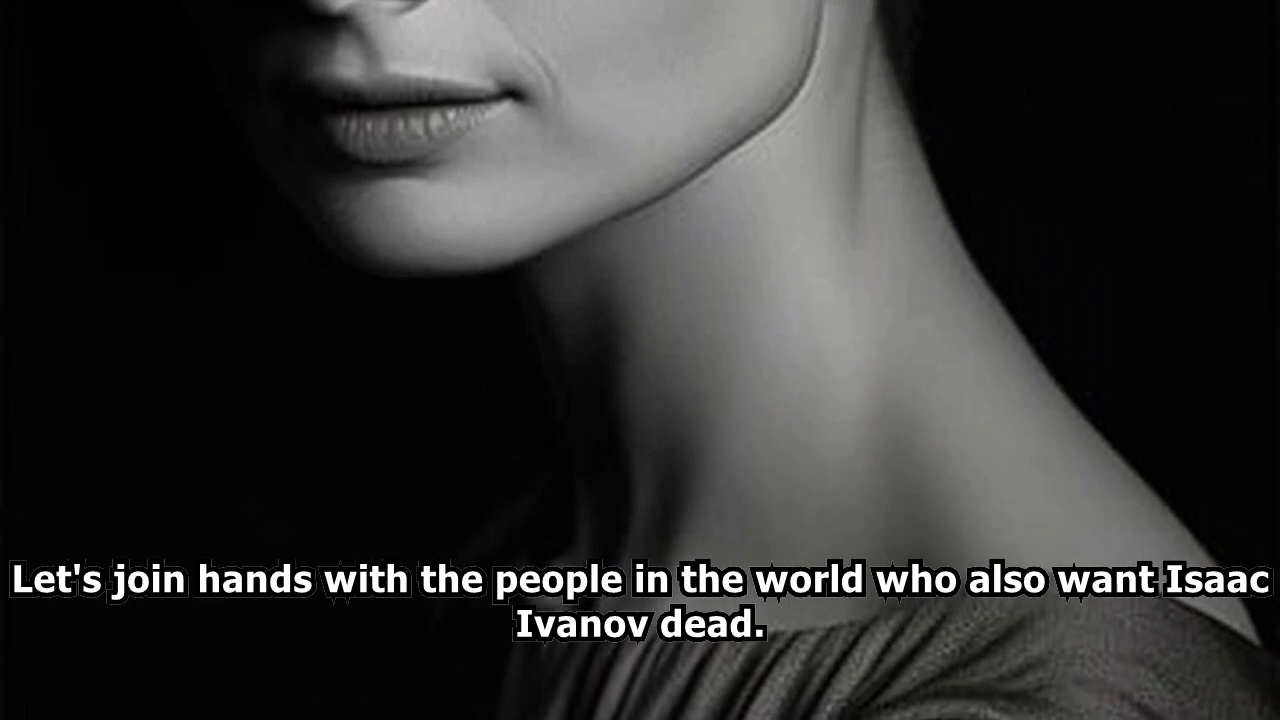 Let's join hands with the people in the world who also want Isaac
Ivanov dead.